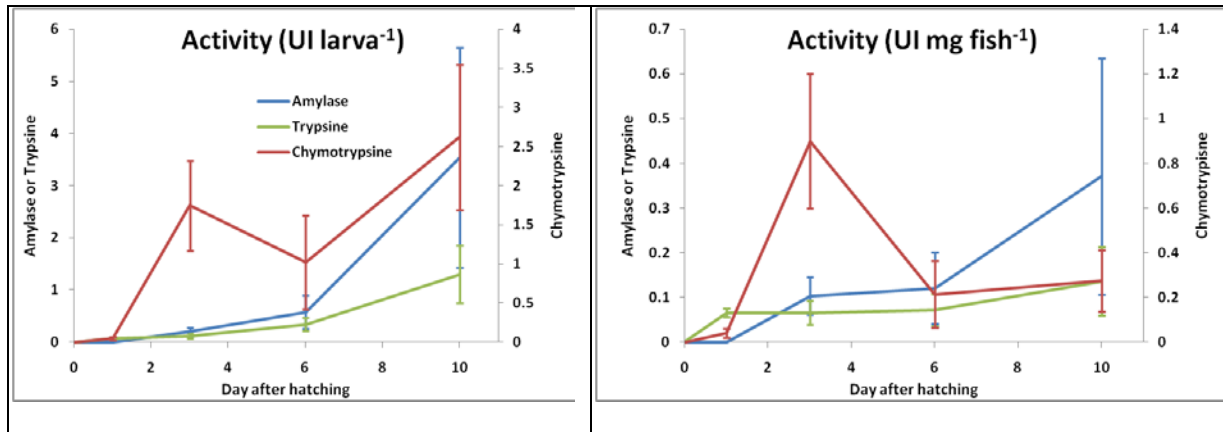 Activity (UI larva-1)
Amylase
Trypsine
Chymotrypsine
Amylase or Trypsine
6
5
4
3
2
1
0
4
3.5
3
2.5
2
1.5
1
0.5
0
Chymotrypsine
0 2 4 6 8 10
Day after hatching
Activity (UI mg fish-1)
Amylase or Trypsine
0.7
0.6
0.5
0.4
0.3
0.2
0.1
0
1.4
1.2
1
0.8
0.6
0.4
0.2
0
Chymotrypisne
0 2 4 6 8 10
Day after hatching